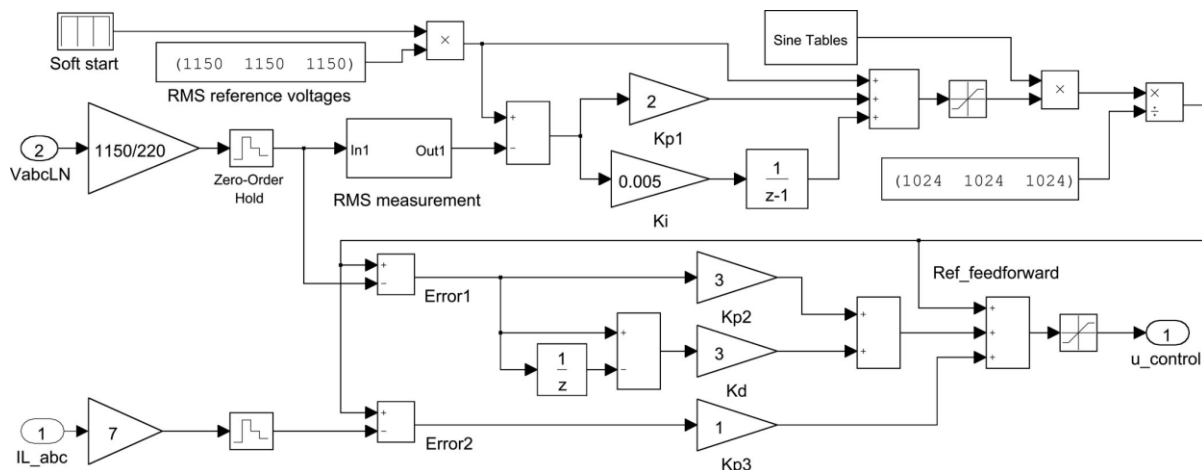 Soft start
(1150 1150 1150)
RMS reference voltages
×
Sine Tables
2
VabcLN
1150/220
Zero-Order
Hold
In1 Out1
RMS measurement
+
−
2
Kp1
0.005
Ki
1
z-1
+
+
+
×
×
÷
(1024 1024 1024)
+
−
Error1
3
Kp2
Ref_feedforward
+
−
1
z
3
Kd
+
+
+
+
+
1
u_control
1
IL_abc
7
+
−
Error2
1
Kp3